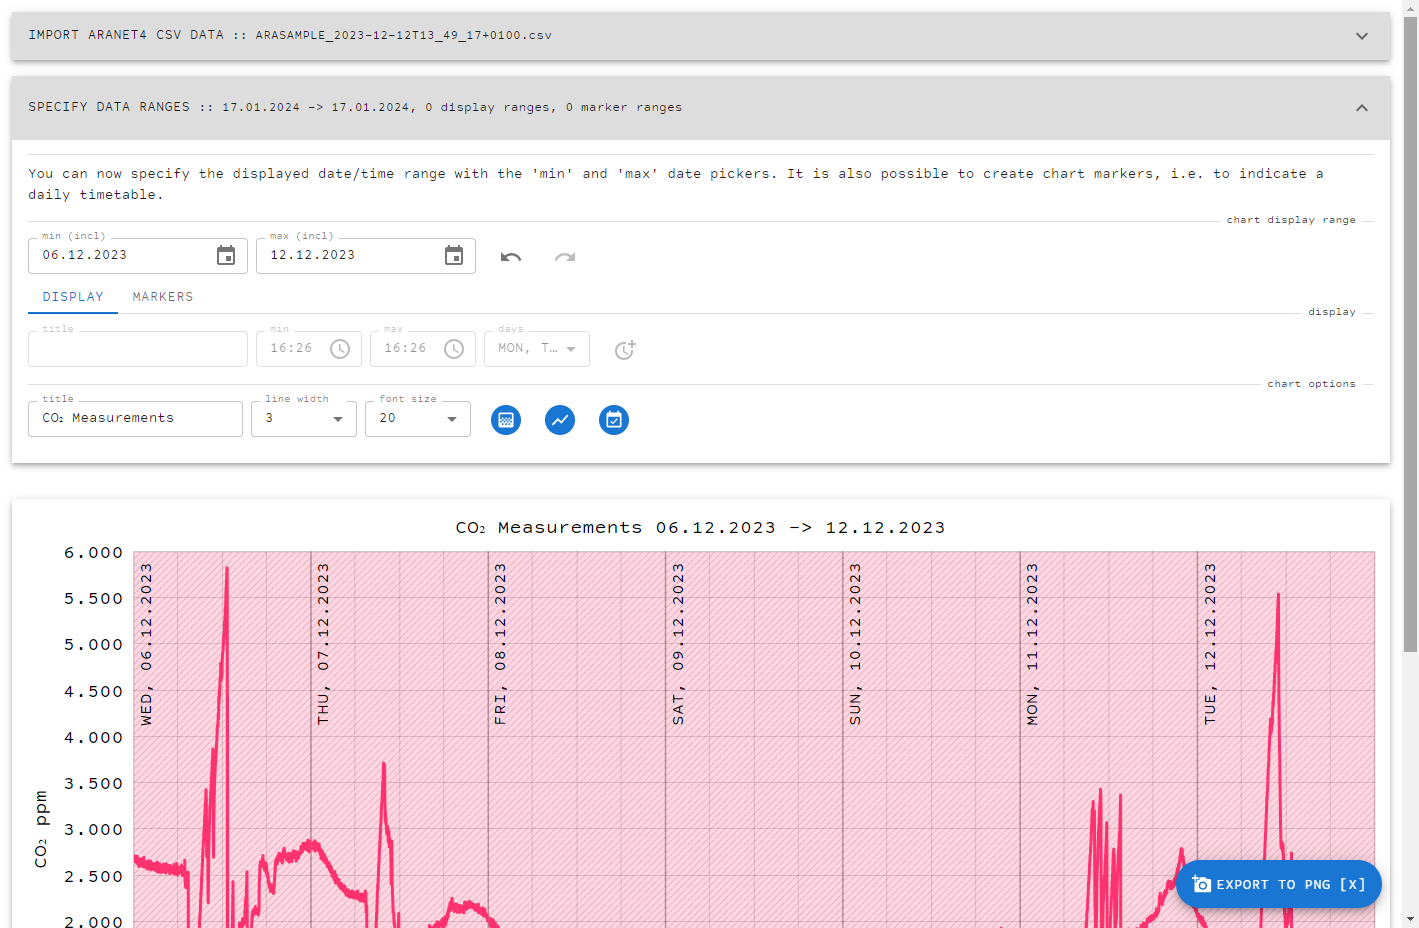 IMPORT ARANET4 CSV DATA :: ARASAMPLE_2023-12-12T13_49_17+0100.csv
SPECIFY DATA RANGES :: 17.01.2024 -> 17.01.2024, 0 display ranges, 0 marker ranges
You can now specify the displayed date/time range with the 'min' and 'max' date pickers. It is also possible to create chart markers, i.e. to indicate a
daily timetable.
chart display range
min (incl)
06.12.2023
max (incl)
12.12.2023
DISPLAY
MARKERS
display
title
min
16:26
max
16:26
days
MON, T…
chart options
title
CO₂ Measurements
line width
3
font size
20
CO₂ Measurements 06.12.2023 -> 12.12.2023
6.000
5.500
5.000
4.500
4.000
3.500
3.000
2.500
2.000
CO₂ ppm
WED, 06.12.2023
THU, 07.12.2023
FRI, 08.12.2023
SAT, 09.12.2023
SUN, 10.12.2023
MON, 11.12.2023
TUE, 12.12.2023
EXPORT TO PNG [X]